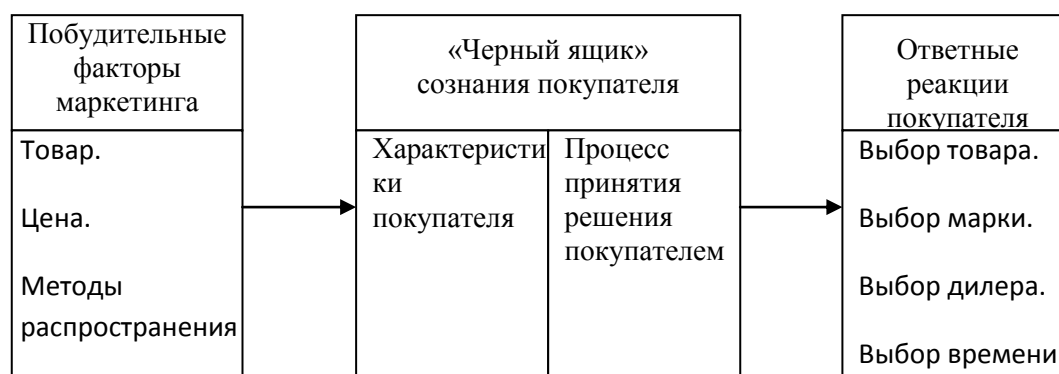 Побудительные
факторы
маркетинга
Товар.
Цена.
Методы
распространения
«Черный ящик»
сознания покупателя
Характеристи
ки
покупателя
Процесс
принятия
решения
покупателем
Ответные
реакции
покупателя
Выбор товара.
Выбор марки.
Выбор дилера.
Выбор времени